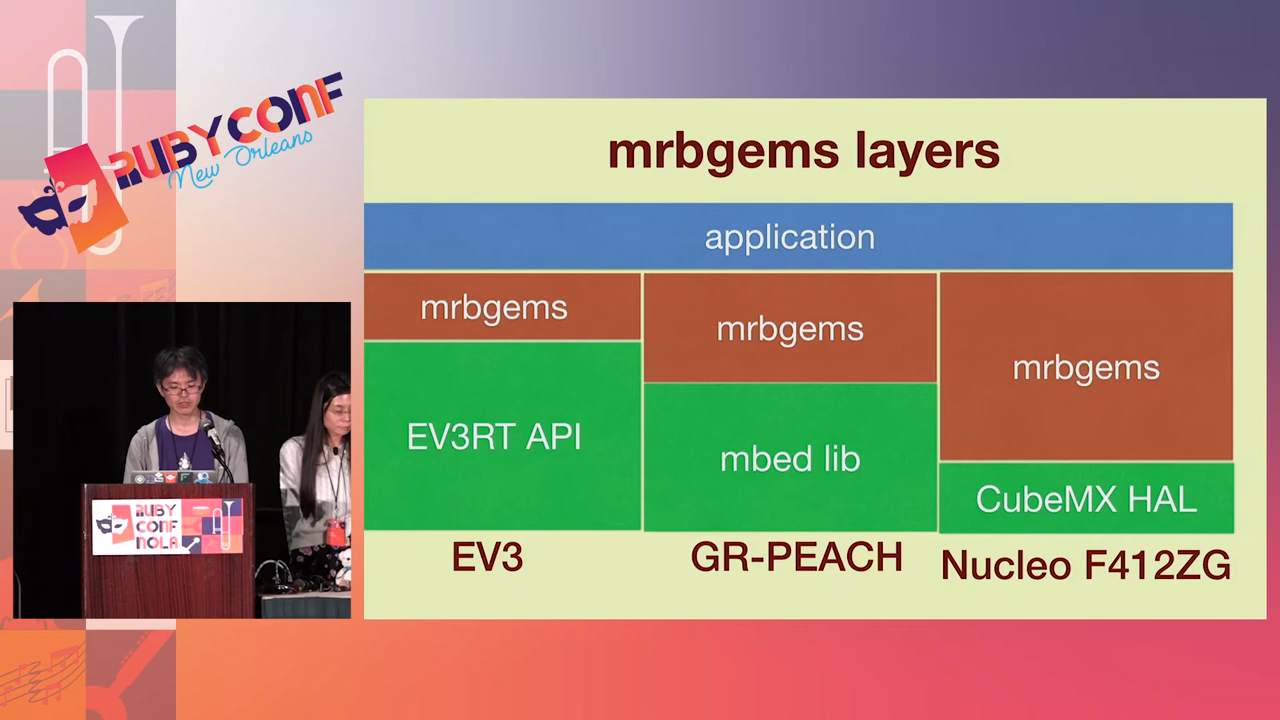 RUBYCONF
New Orleans
mrbgems layers
application
mrbgems
mrbgems
mrbgems
EV3RT API
mbed lib
CubeMX HAL
EV3
GR-PEACH
Nucleo F412ZG
RUBY
CONF
NOLA